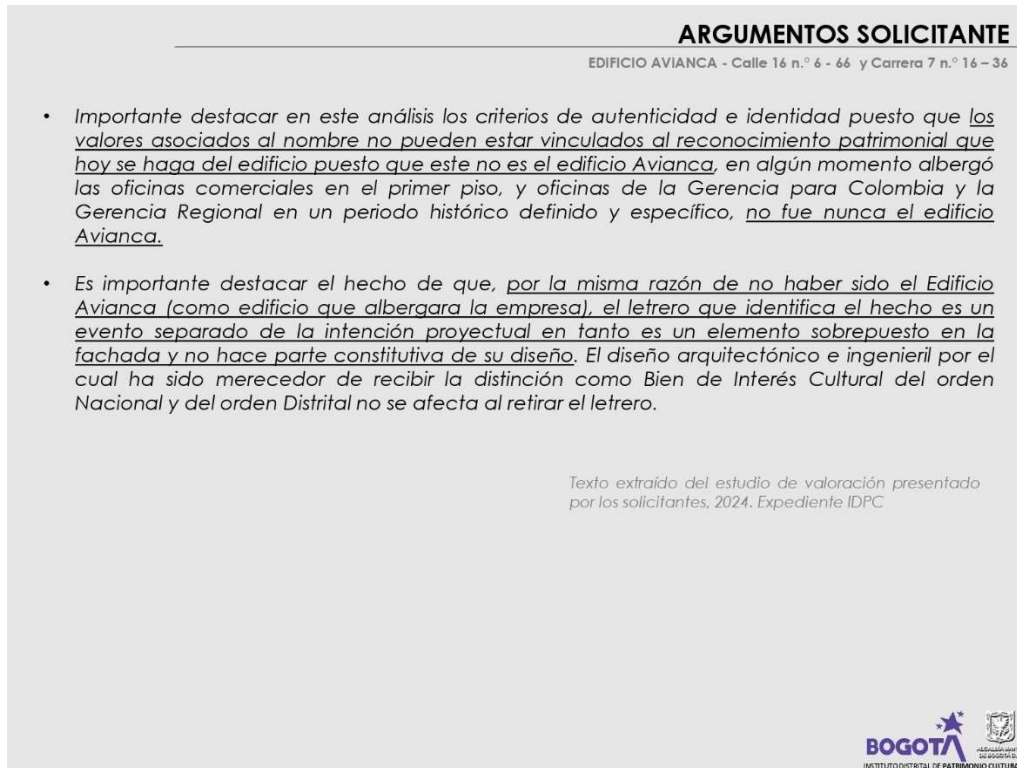 ARGUMENTOS SOLICITANTE
EDIFICIO AVIANCA - Calle 16 n.° 6 - 66 y Carrera 7 n.° 16 – 36
• Importante destacar en este análisis los criterios de autenticidad e identidad puesto que los
valores asociados al nombre no pueden estar vinculados al reconocimiento patrimonial que
hoy se haga del edificio puesto que este no es el edificio Avianca, en algún momento albergó
las oficinas comerciales en el primer piso, y oficinas de la Gerencia para Colombia y la
Gerencia Regional en un periodo histórico definido y específico, no fue nunca el edificio
Avianca.
• Es importante destacar el hecho de que, por la misma razón de no haber sido el Edificio
Avianca (como edificio que albergara la empresa), el letrero que identifica el hecho es un
evento separado de la intención proyectual en tanto es un elemento sobrepuesto en la
fachada y no hace parte constitutiva de su diseño. El diseño arquitectónico e ingenieril por el
cual ha sido merecedor de recibir la distinción como Bien de Interés Cultural del orden
Nacional y del orden Distrital no se afecta al retirar el letrero.
Texto extraído del estudio de valoración presentado
por los solicitantes, 2024. Expediente IDPC
BOGOTÁ
ALCALDÍA
DE BOGOTÁ
INSTITUTO DISTRITAL DE PATRIMONIO